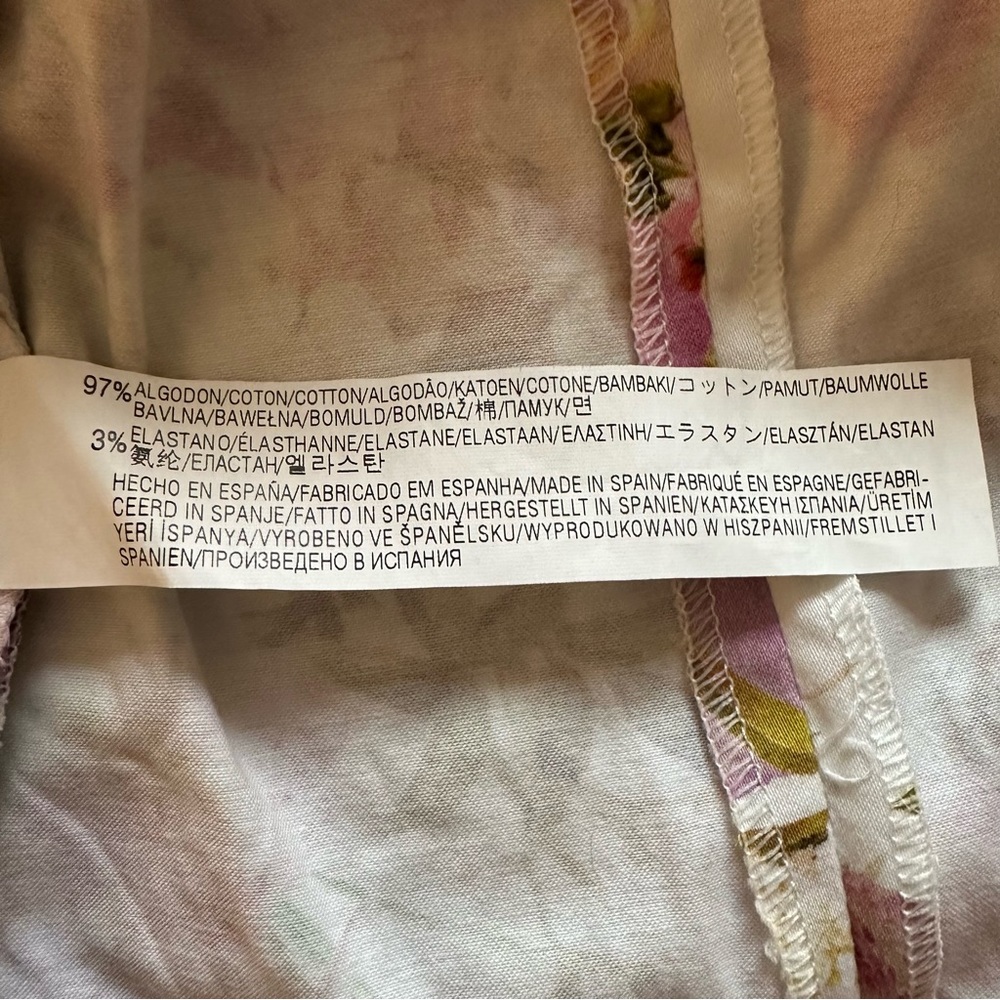 97% ALGODON/COTON/COTTON/ALGODÂO/KATOEN/COTONE/BAMBAKI/コットン/PAMUT/BAUMWOLLE
BAVLNA/BAWEŁNA/BOMULD/BOMBAŽ/棉/ПАМУК/면
3% ELASTANO/ÉLASTHANNE/ELASTANE/ELASTAAN/ΕΛΑΣΤΙΝΗ/エラスタン/ELASZTÁN/ELASTAN
氨纶/ЕЛАСТАН/엘라스탄
HECHO EN ESPAÑA/FABRICADO EM ESPANHA/MADE IN SPAIN/FABRIQUÉ EN ESPAGNE/GEFABRI-
CEERD IN SPANJE/FATTO IN SPAGNA/HERGESTELLT IN SPANIEN/ΚΑΤΑΣΚΕΥΗ ΙΣΠΑΝΙΑ/ÜRETİM
YERİ İSPANYA/VYROBENO VE ŠPANĚLSKU/WYPRODUKOWANO W HISZPANII/FREMSTILLET I
SPANIEN/ПРОИЗВЕДЕНО В ИСПАНИЯ